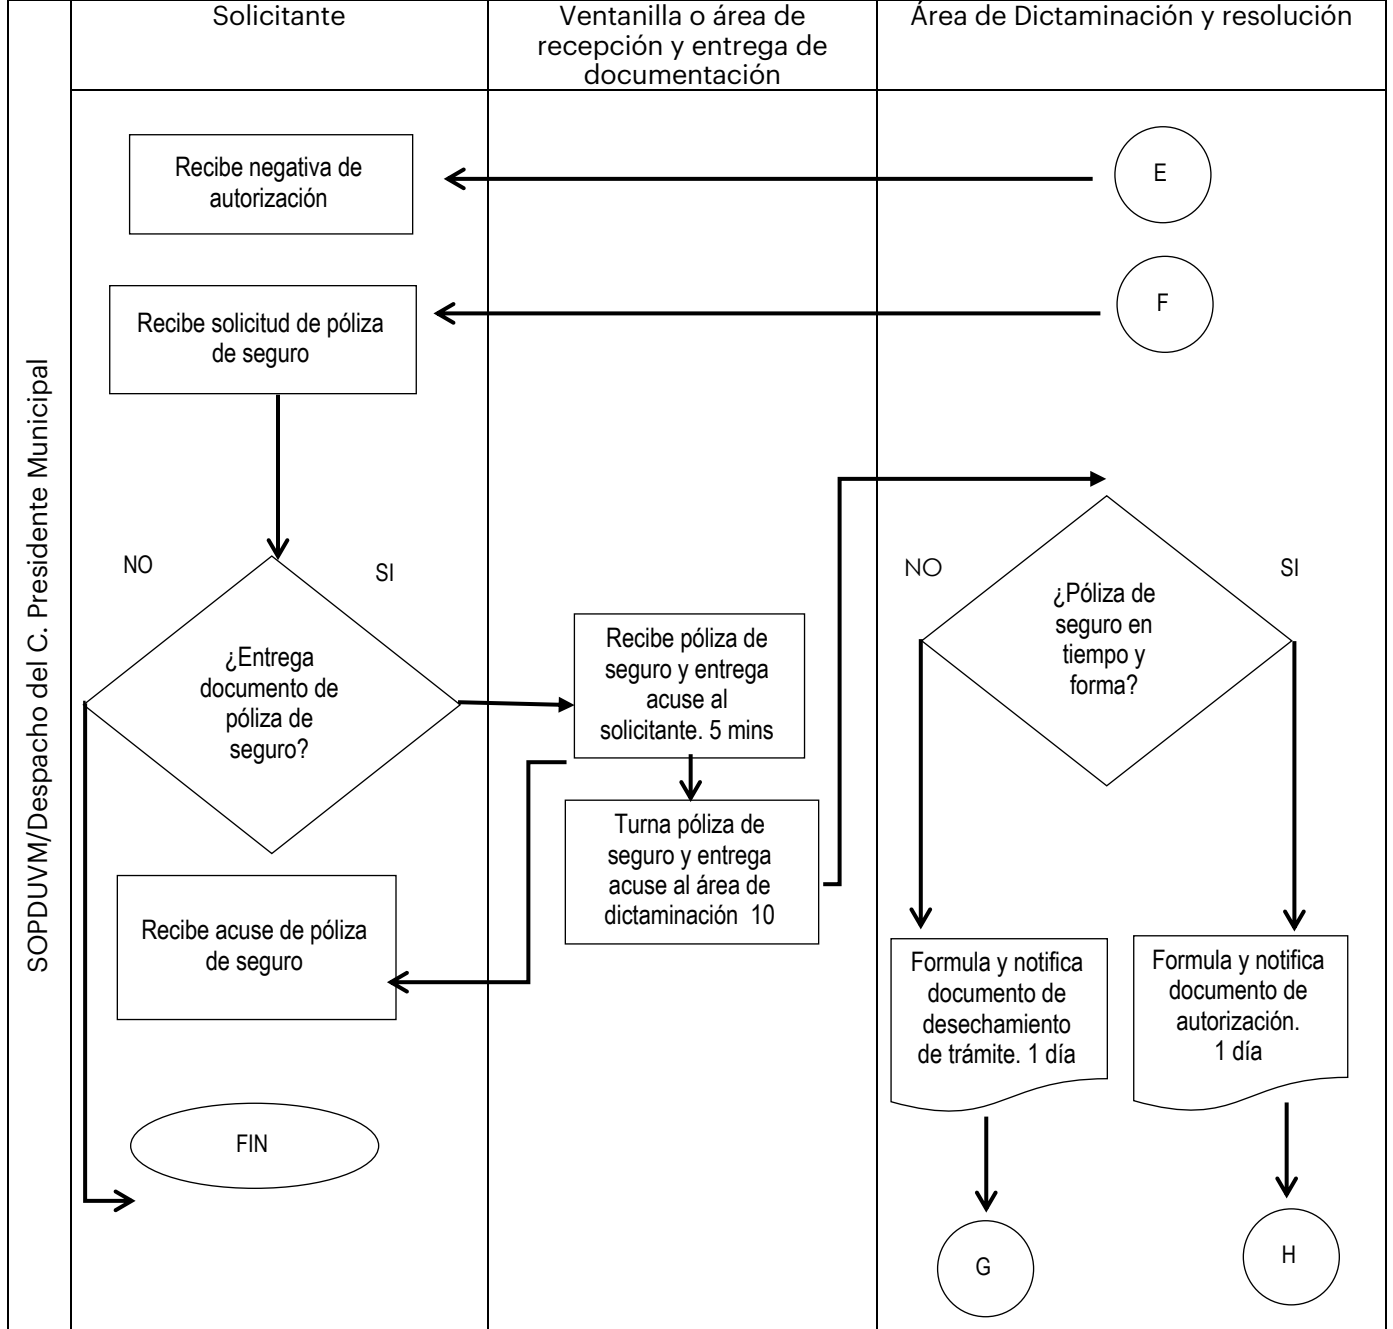 Solicitante
Ventanilla o área de
recepción y entrega de
documentación
Área de Dictaminación y resolución
SOPDUVM/Despacho del C. Presidente Municipal
Recibe negativa de
autorización
E
Recibe solicitud de póliza
de seguro
F
NO
SI
¿Entrega
documento de
póliza de
seguro?
Recibe póliza de
seguro y entrega
acuse al
solicitante. 5 mins
Turna póliza de
seguro y entrega
acuse al área de
dictaminación 10
NO
SI
¿Póliza de
seguro en
tiempo y
forma?
Recibe acuse de póliza
de seguro
Formula y notifica
documento de
desechamiento
de trámite. 1 día
Formula y notifica
documento de
autorización.
1 día
FIN
G
H